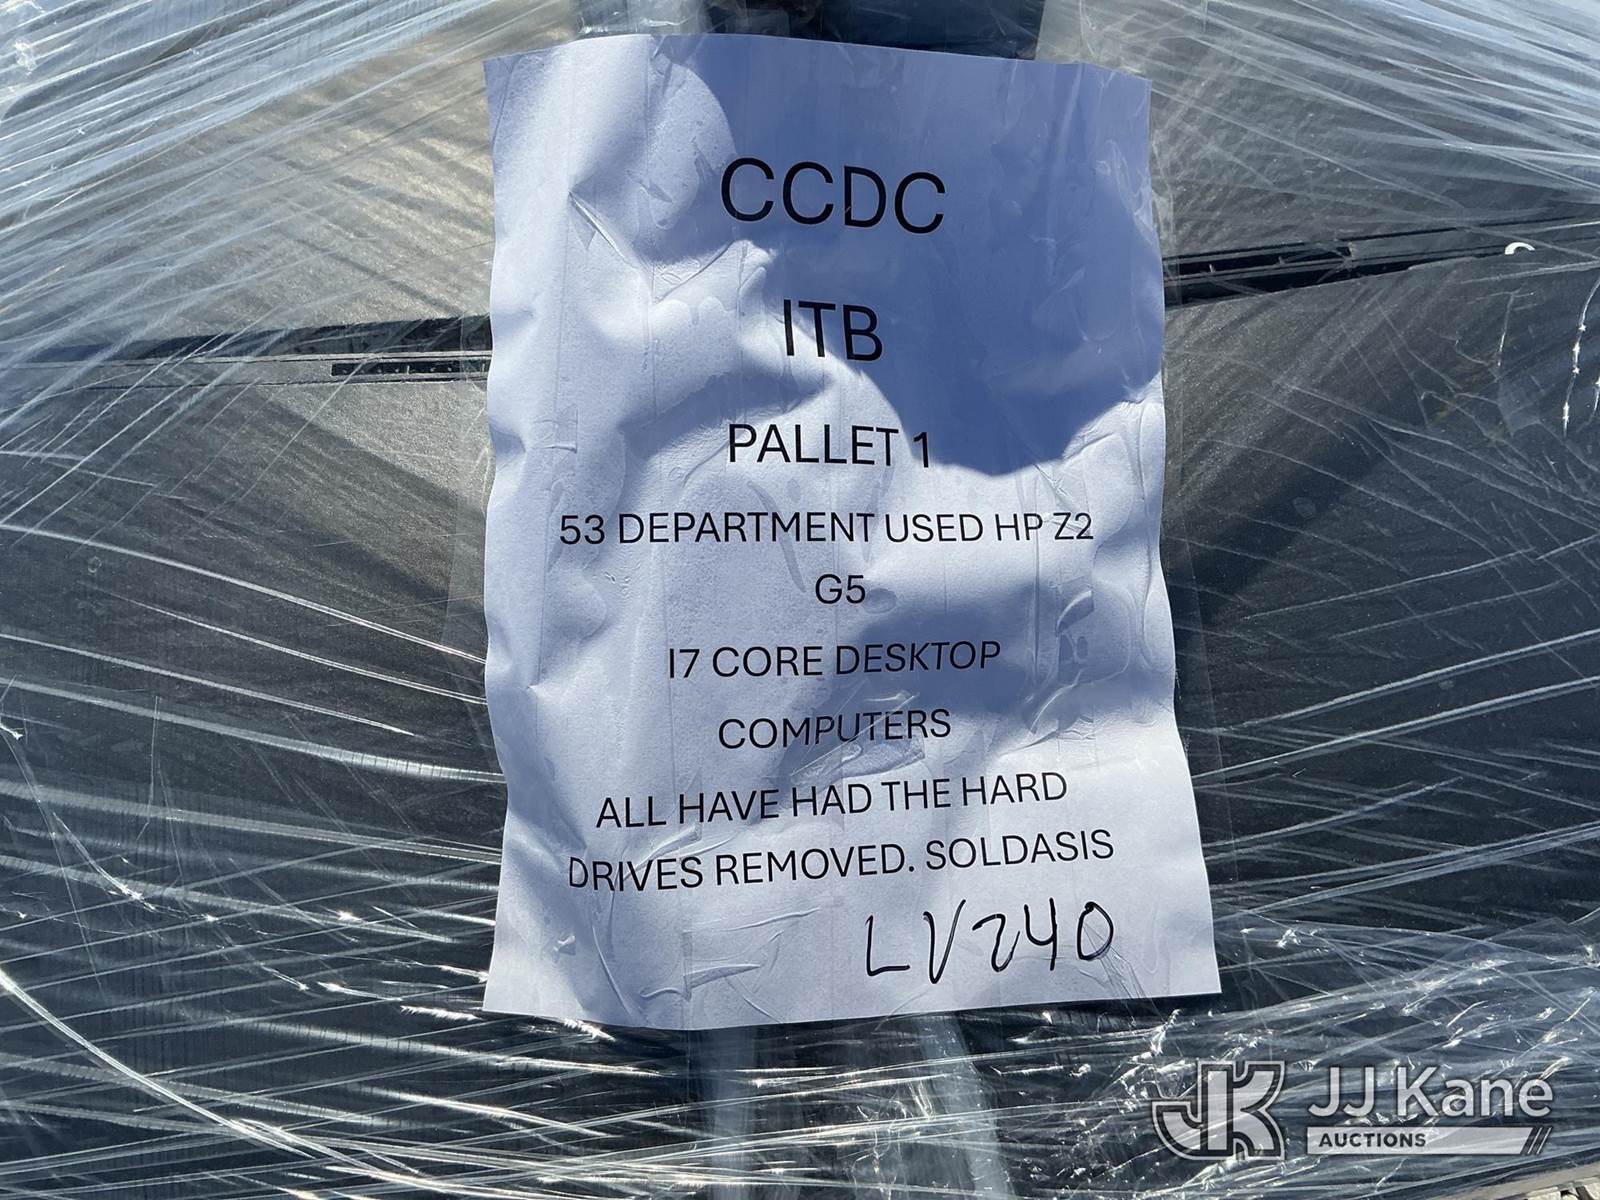 CCDC
ITB
PALLET 1
53 DEPARTMENT USED HP Z2
G5
I7 CORE DESKTOP
COMPUTERS
ALL HAVE HAD THE HARD
DRIVES REMOVED. SOLDASIS
LV240
JK JJ Kane
AUCTIONS